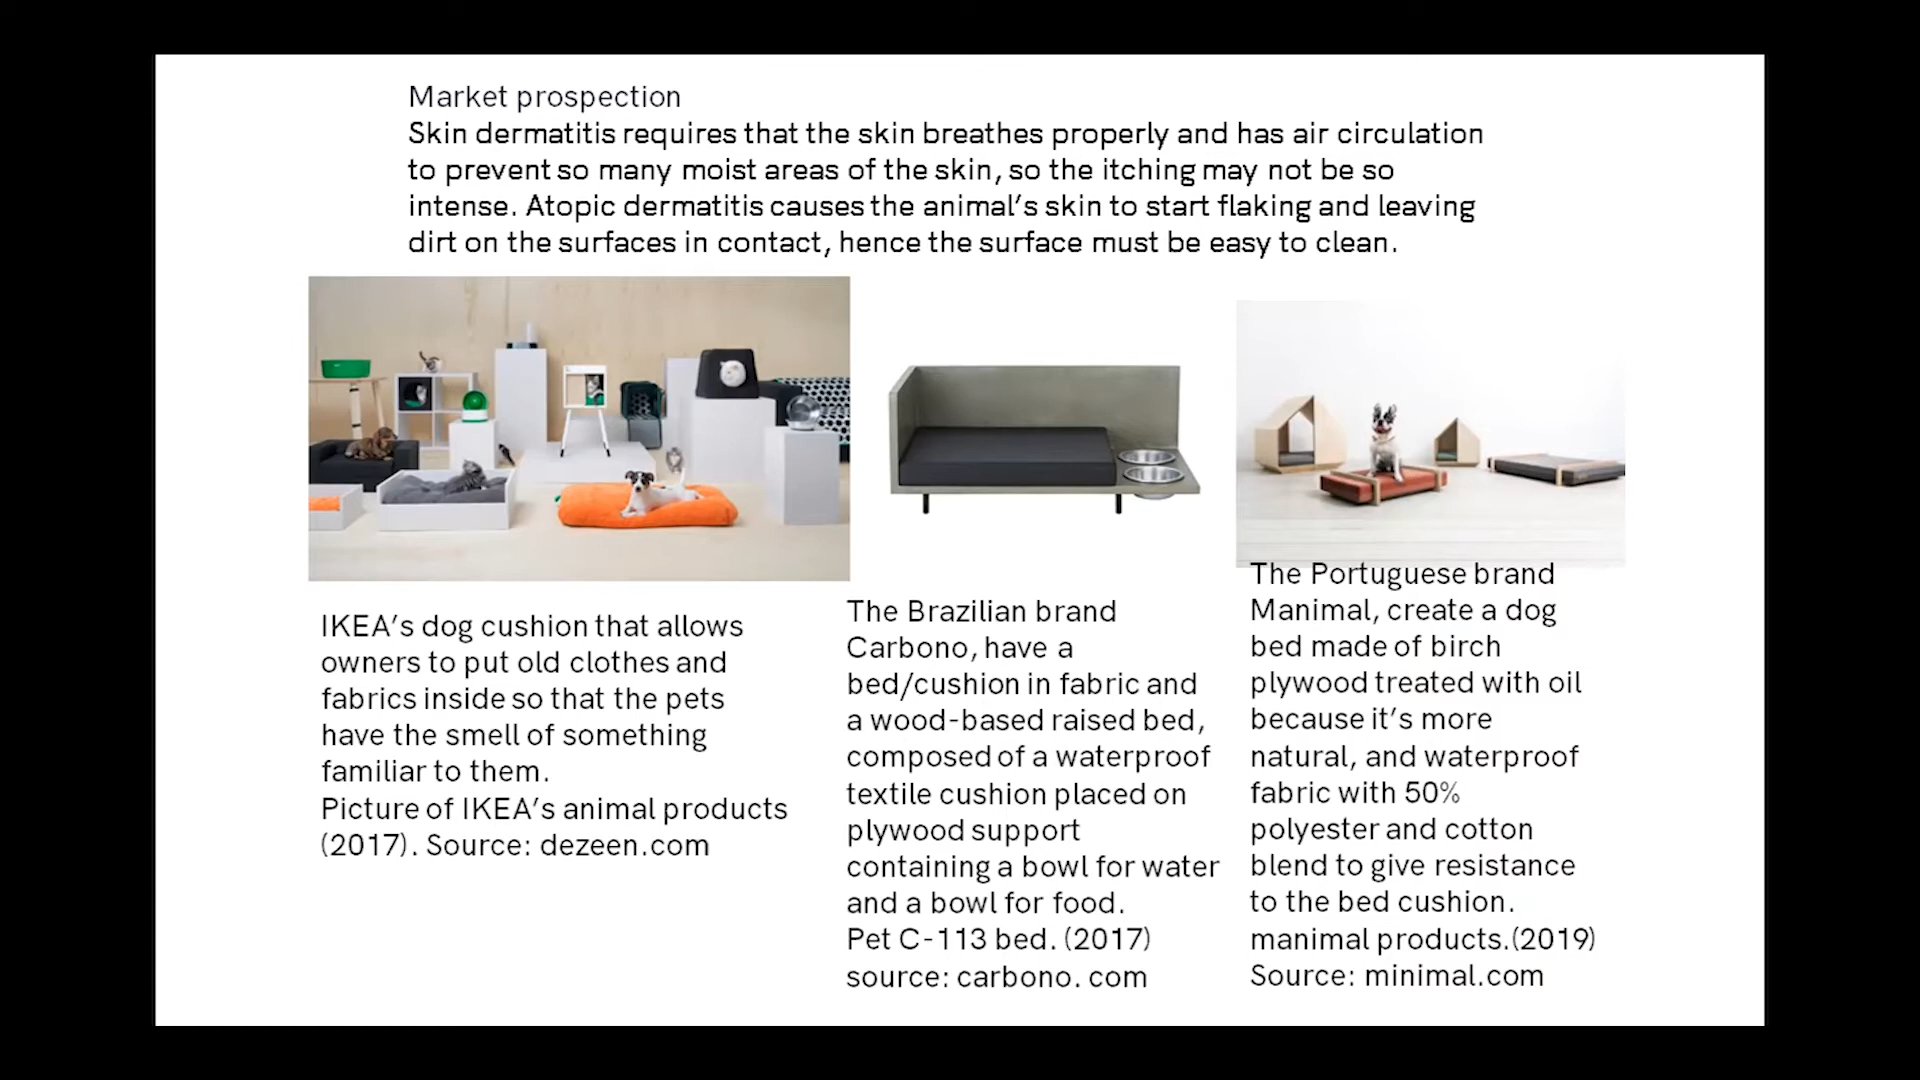 Market prospection
Skin dermatitis requires that the skin breathes properly and has air circulation
to prevent so many moist areas of the skin, so the itching may not be so
intense. Atopic dermatitis causes the animal's skin to start flaking and leaving
dirt on the surfaces in contact, hence the surface must be easy to clean.
IKEA's dog cushion that allows
owners to put old clothes and
fabrics inside so that the pets
have the smell of something
familiar to them.
Picture of IKEA's animal products
(2017). Source: dezeen.com
The Brazilian brand
Carbono, have a
bed/cushion in fabric and
a wood-based raised bed,
composed of a waterproof
textile cushion placed on
plywood support
containing a bowl for water
and a bowl for food.
Pet C-113 bed. (2017)
source: carbono. com
The Portuguese brand
Manimal, create a dog
bed made of birch
plywood treated with oil
because it's more
natural, and waterproof
fabric with 50%
polyester and cotton
blend to give resistance
to the bed cushion.
manimal products.(2019)
Source: minimal.com